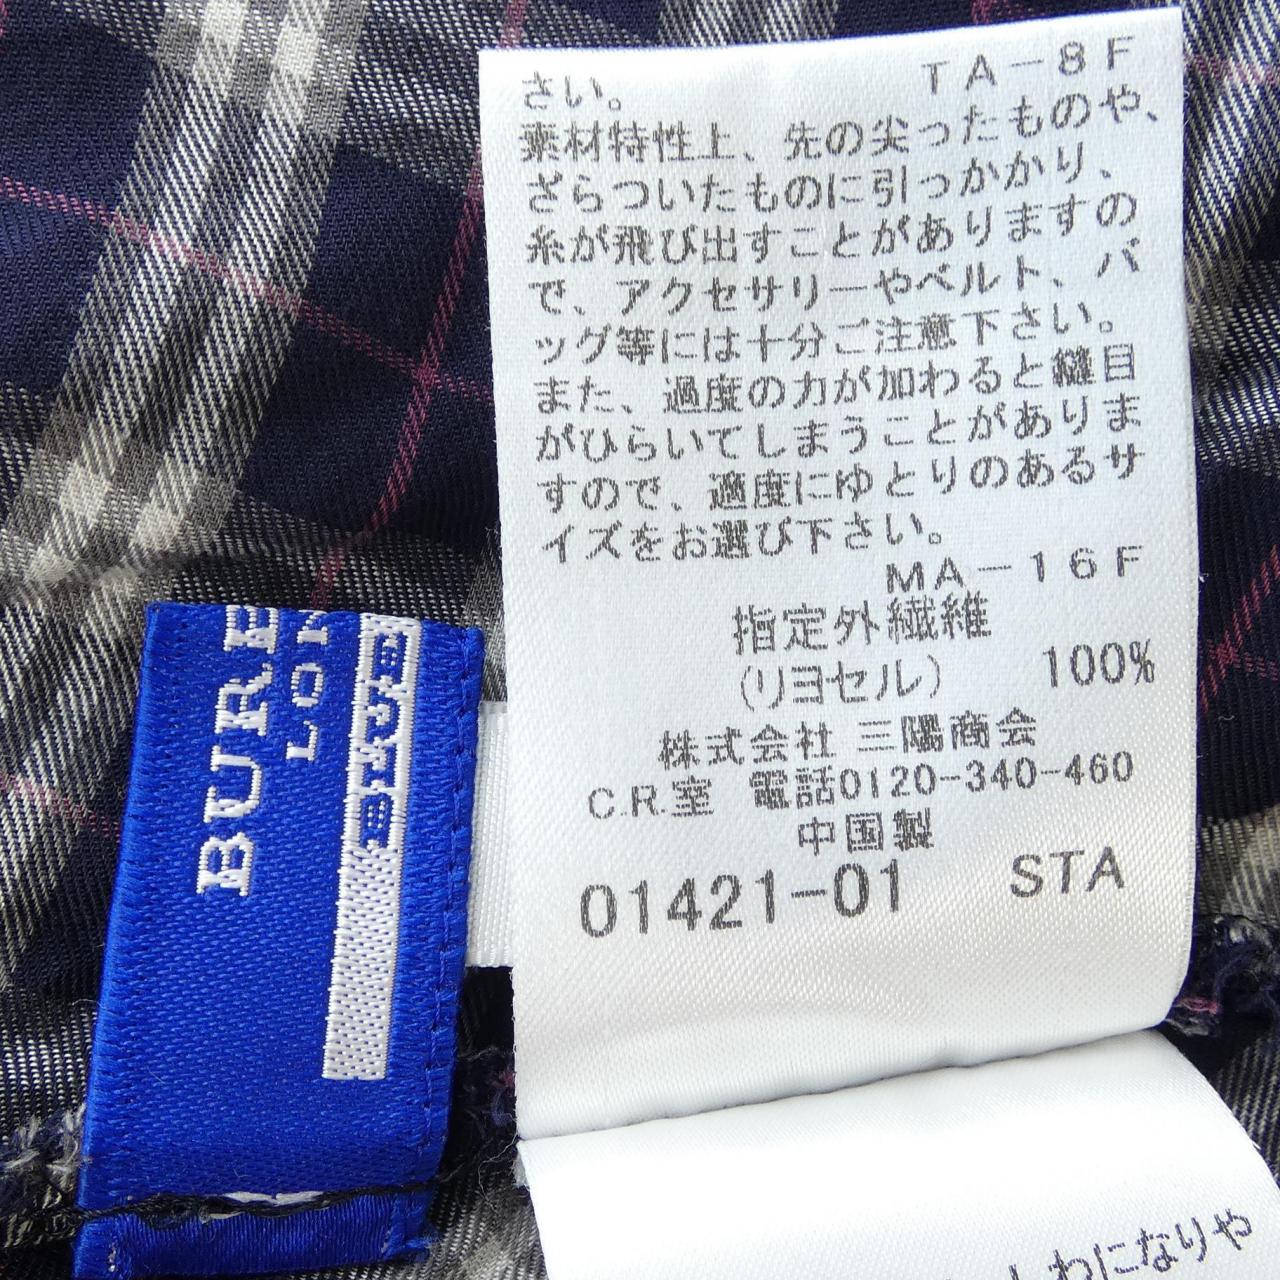 さい。 TA-8F
素材特性上、先の尖ったものや、
ざらついたものに引っかかり、
糸が飛び出すことがありますの
で、アクセサリーやベルト、バ
ッグ等には十分ご注意下さい。
また、過度の力が加わると縫目
がひらいてしまうことがありま
すので、適度にゆとりのあるサ
イズをお選び下さい。
MA-16F
指定外繊維
(リヨセル) 100%
株式会社 三陽商会
C.R.室 電話0120-340-460
中国製
01421-01 STA
わになりや
BURBE
LON